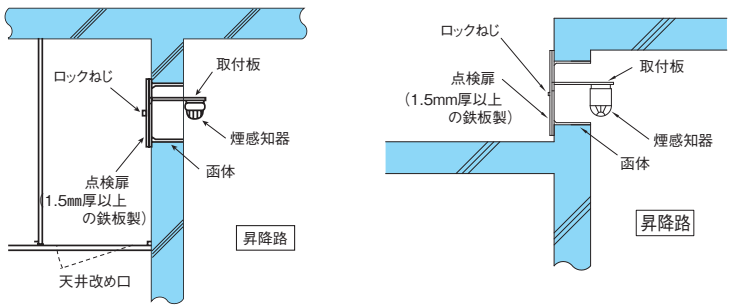 取付板
ロックねじ
煙感知器
函体
点検扉
(1.5㎜厚以上
の鉄板製)
昇降路
天井改め口
ロックねじ
取付板
点検扉
(1.5mm厚以上
の鉄板製)
煙感知器
函体
昇降路